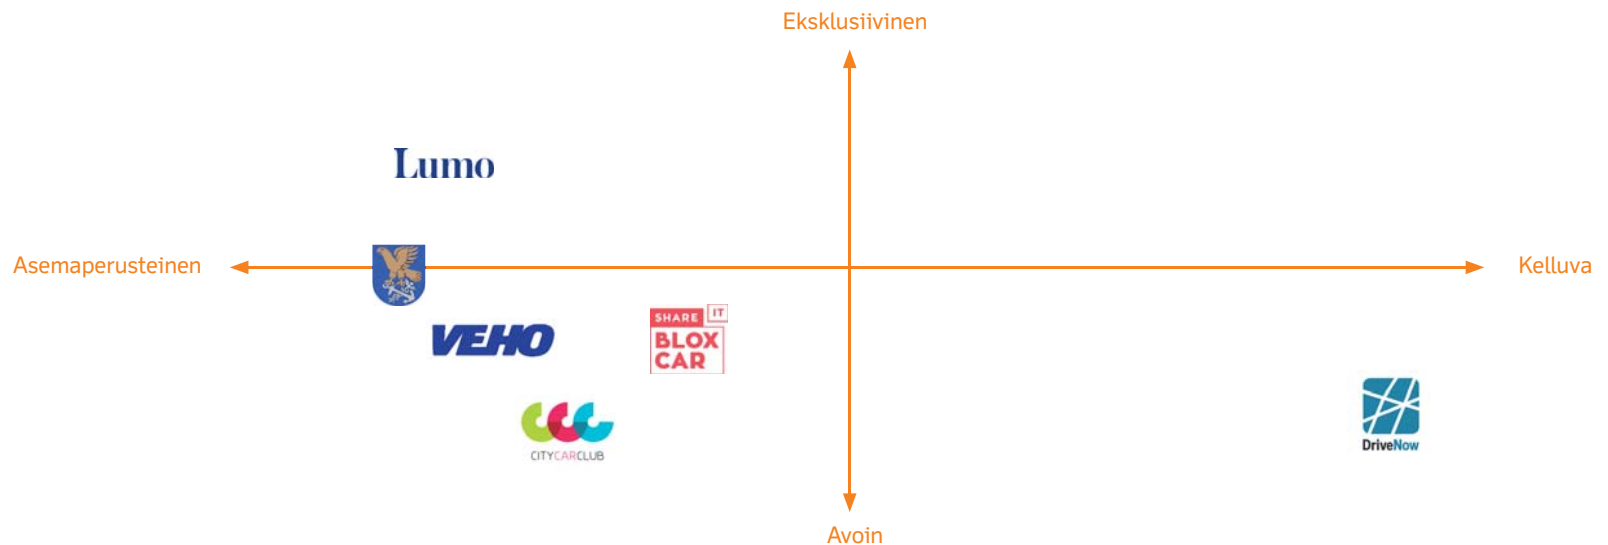 Eksklusiivinen
Lumo
Asemaperusteinen
Kelluva
VEHO
SHARE IT
BLOX
CAR
CITYCARCLUB
DriveNow
Avoin